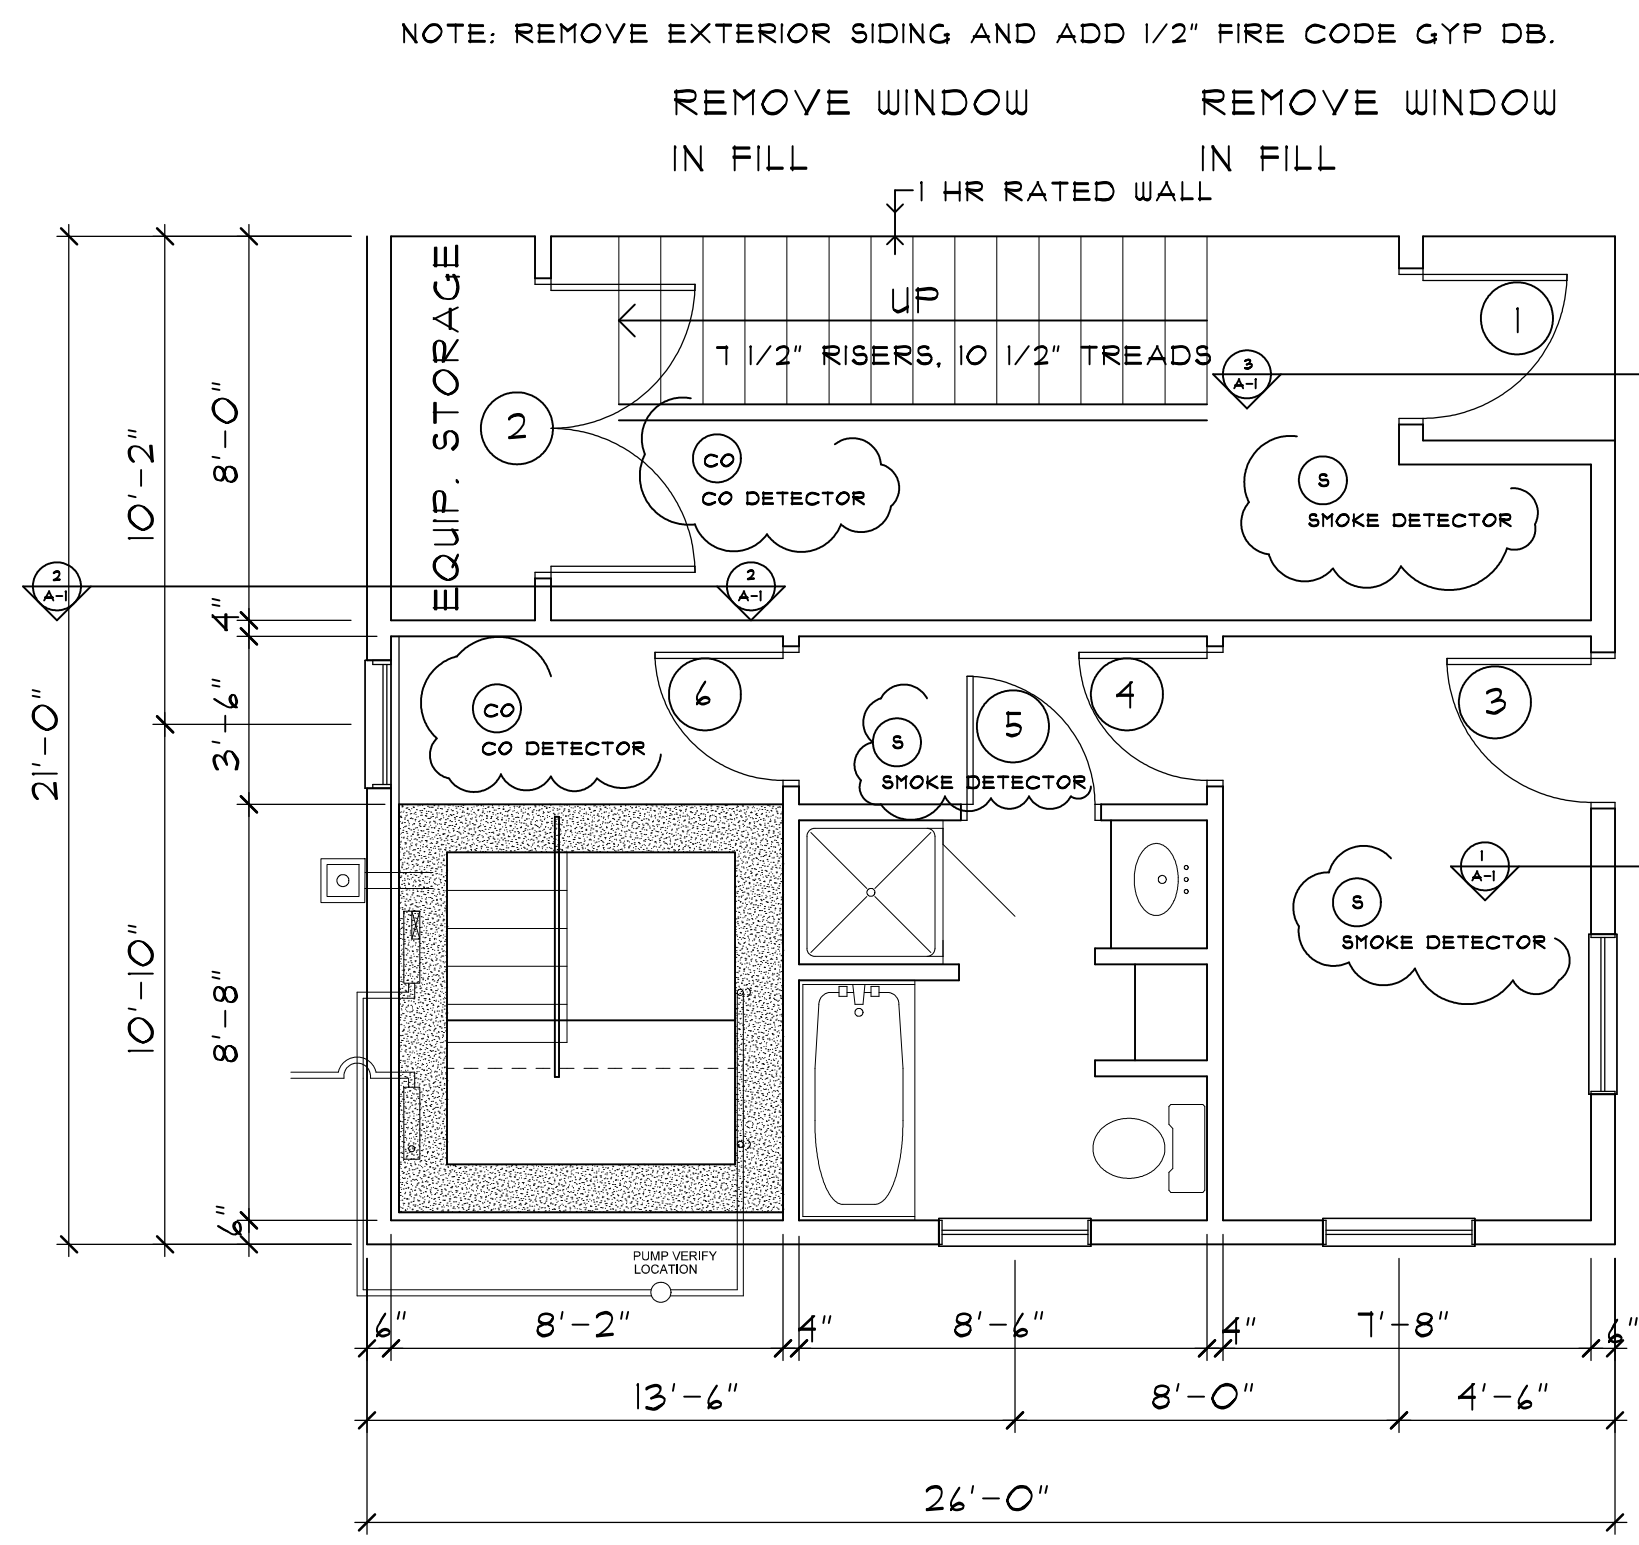 NOTE: REMOVE EXTERIOR SIDING AND ADD 1/2" FIRE CODE GYP DB.
REMOVE WINDOW
IN FILL
REMOVE WINDOW
IN FILL
1 HR RATED WALL
EQUIP. STORAGE
UP
7 1/2" RISERS, 10 1/2" TREADS
1
2
3
A-1
CO
CO DETECTOR
S
SMOKE DETECTOR
2
A-1
2
A-1
CO
CO DETECTOR
6
S
SMOKE DETECTOR
5
4
3
1
A-1
S
SMOKE DETECTOR
21'-0"
10'-2"
10'-10"
8'-0"
4"
3'-6"
8'-8"
6"
PUMP VERIFY
LOCATION
6"
8'-2"
4"
8'-6"
4"
7'-8"
6"
13'-6"
8'-0"
4'-6"
26'-0"